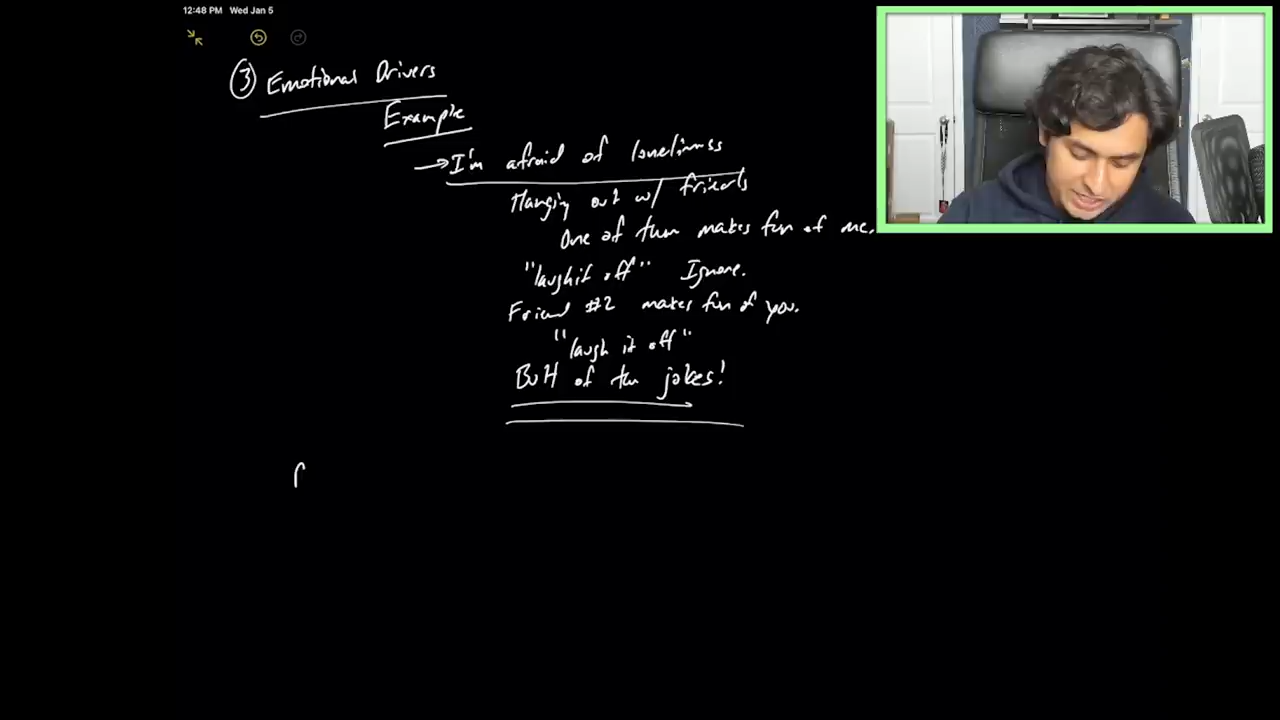 12:48 PM Wed Jan 5
③ Emotional Drivers
Example
→ I'm afraid of loneliness
Hanging out w/ friends
One of them makes fun of me.
"laugh it off" Ignore.
Friend #2 makes fun of you.
"laugh it off"
Butt of the jokes!